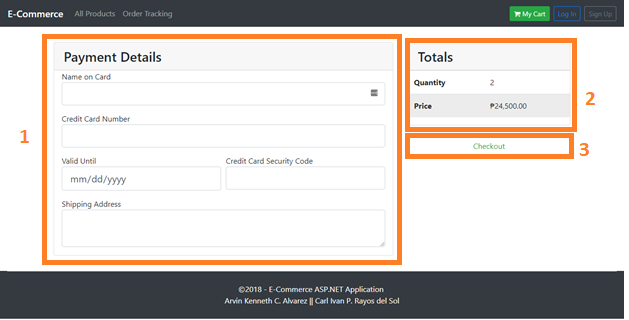 E-Commerce All Products Order Tracking My Cart Log In Sign Up
1
Payment Details
Name on Card
Credit Card Number
Valid Until Credit Card Security Code
mm/dd/yyyy
Shipping Address
Totals
Quantity 2
Price ₱24,500.00
2
Checkout
3
©2018 - E-Commerce ASP.NET Application
Arvin Kenneth C. Alvarez || Carl Ivan P. Rayos del Sol